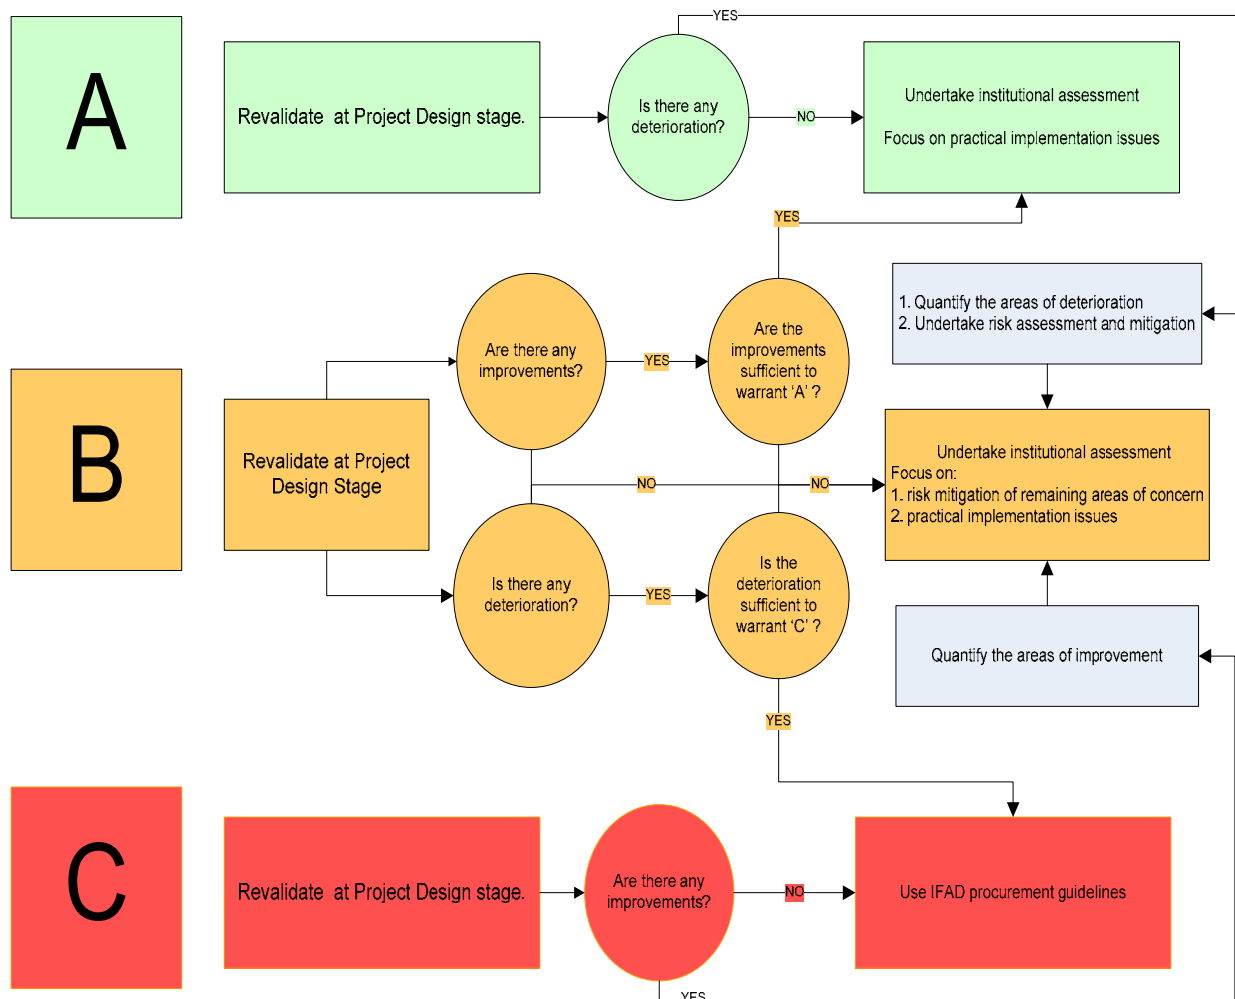 A
Revalidate at Project Design stage.
Is there any
deterioration?
YES
NO
Undertake institutional assessment
Focus on practical implementation issues
B
Revalidate at Project
Design Stage
Are there any
improvements?
YES
Are the
improvements
sufficient to
warrant ‘A’ ?
YES
NO
NO
Is there any
deterioration?
YES
Is the
deterioration
sufficient to
warrant ‘C’ ?
YES
1. Quantify the areas of deterioration
2. Undertake risk assessment and mitigation
Undertake institutional assessment
Focus on:
1. risk mitigation of remaining areas of concern
2. practical implementation issues
Quantify the areas of improvement
C
Revalidate at Project Design stage.
Are there any
improvements?
NO
Use IFAD procurement guidelines
YES